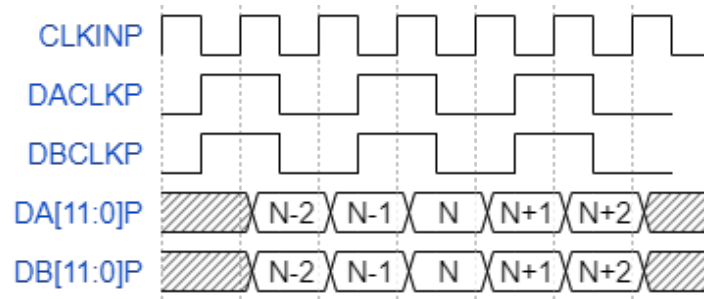 CLKINP
DACLKP
DBCLKP
DA[11:0]P N-2 N-1 N N+1 N+2
DB[11:0]P N-2 N-1 N N+1 N+2